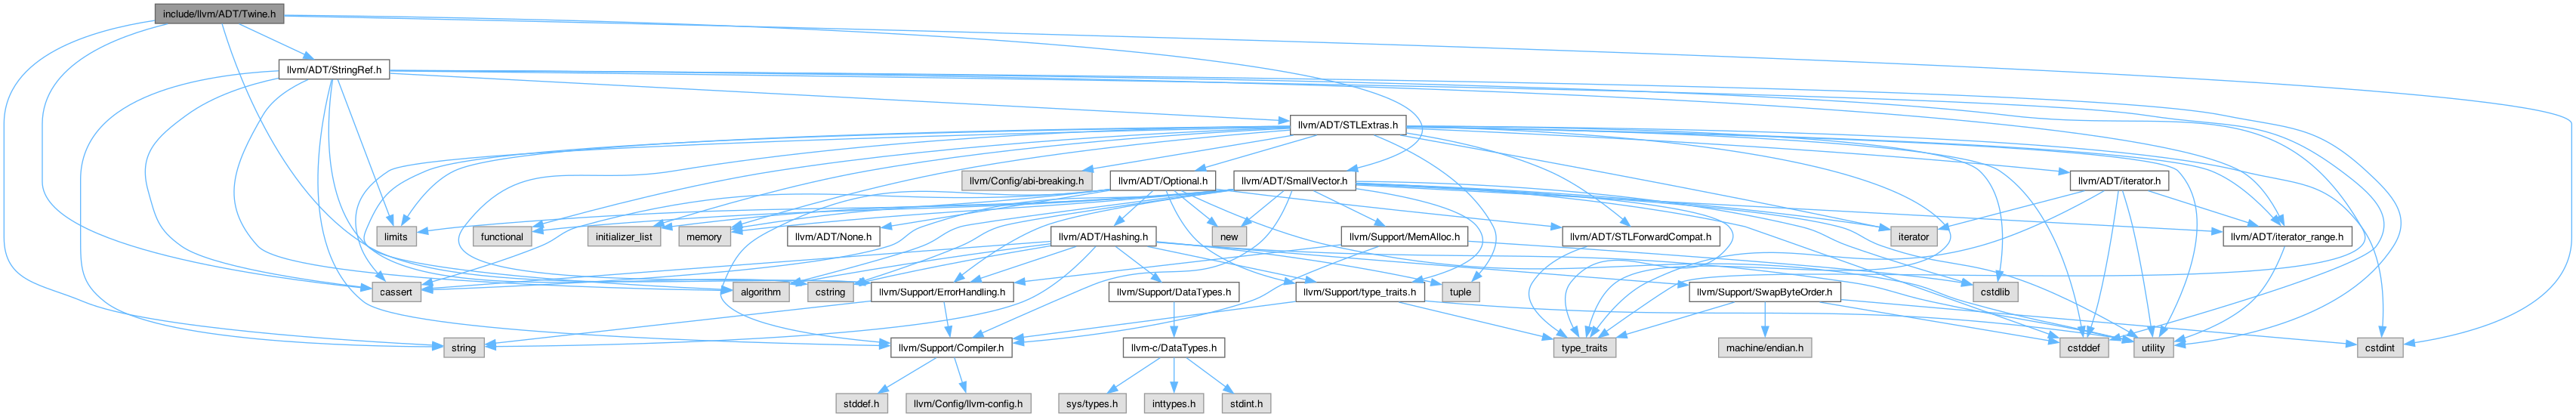 include/llvm/ADT/Twine.h
llvm/ADT/StringRef.h
llvm/ADT/STLExtras.h
llvm/Config/abi-breaking.h
llvm/ADT/Optional.h
llvm/ADT/SmallVector.h
llvm/ADT/iterator.h
limits
functional
initializer_list
memory
llvm/ADT/None.h
llvm/ADT/Hashing.h
new
llvm/Support/MemAlloc.h
llvm/ADT/STLForwardCompat.h
iterator
llvm/ADT/iterator_range.h
cassert
algorithm
cstring
llvm/Support/ErrorHandling.h
llvm/Support/DataTypes.h
llvm/Support/type_traits.h
tuple
llvm/Support/SwapByteOrder.h
cstdlib
string
llvm/Support/Compiler.h
llvm-c/DataTypes.h
type_traits
machine/endian.h
cstddef
utility
cstdint
stddef.h
llvm/Config/llvm-config.h
sys/types.h
inttypes.h
stdint.h